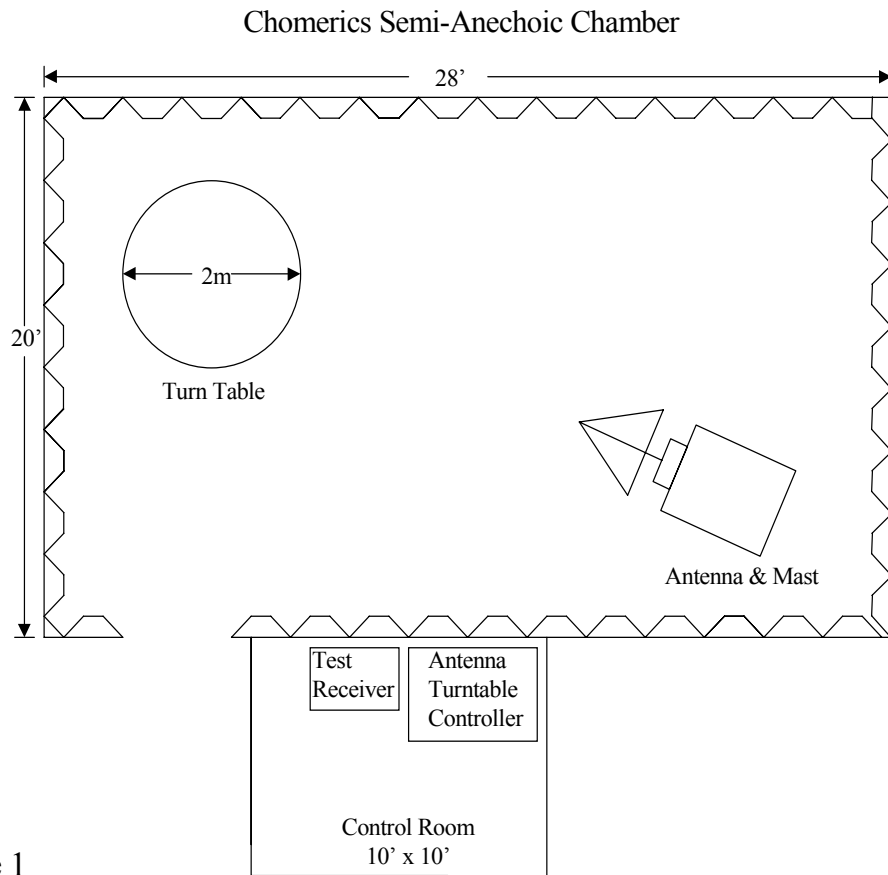 Chomerics Semi-Anechoic Chamber
28’
2m
20’
Turn Table
Antenna & Mast
Test
Receiver
Antenna
Turntable
Controller
Control Room
10’ x 10’
1